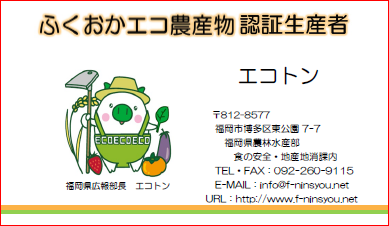 ふくおかエコ農産物 認証生産者
エコトン
〒812-8577
福岡市博多区東公園 7-7
福岡県農林水産部
食の安全・地産地消課内
TEL・FAX：092-260-9115
E-MAIL：info@f-ninsyou.net
URL：http://www.f-ninsyou.net
ECOECOECO
福岡県広報部長 エコトン